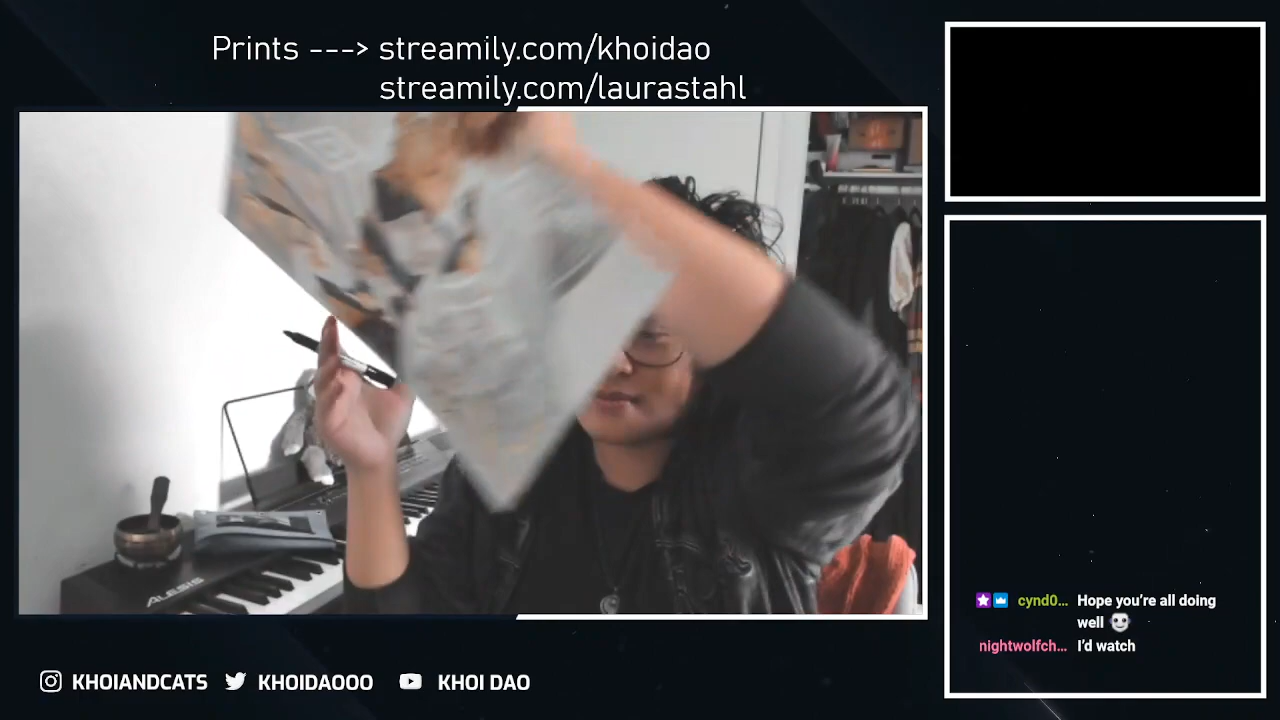 Prints ---> streamily.com/khoidao
streamily.com/laurastahl
ALESIS
KHOIANDCATS KHOIDAOOO KHOI DAO
cynd0... Hope you're all doing
well
nightwolfch... I'd watch